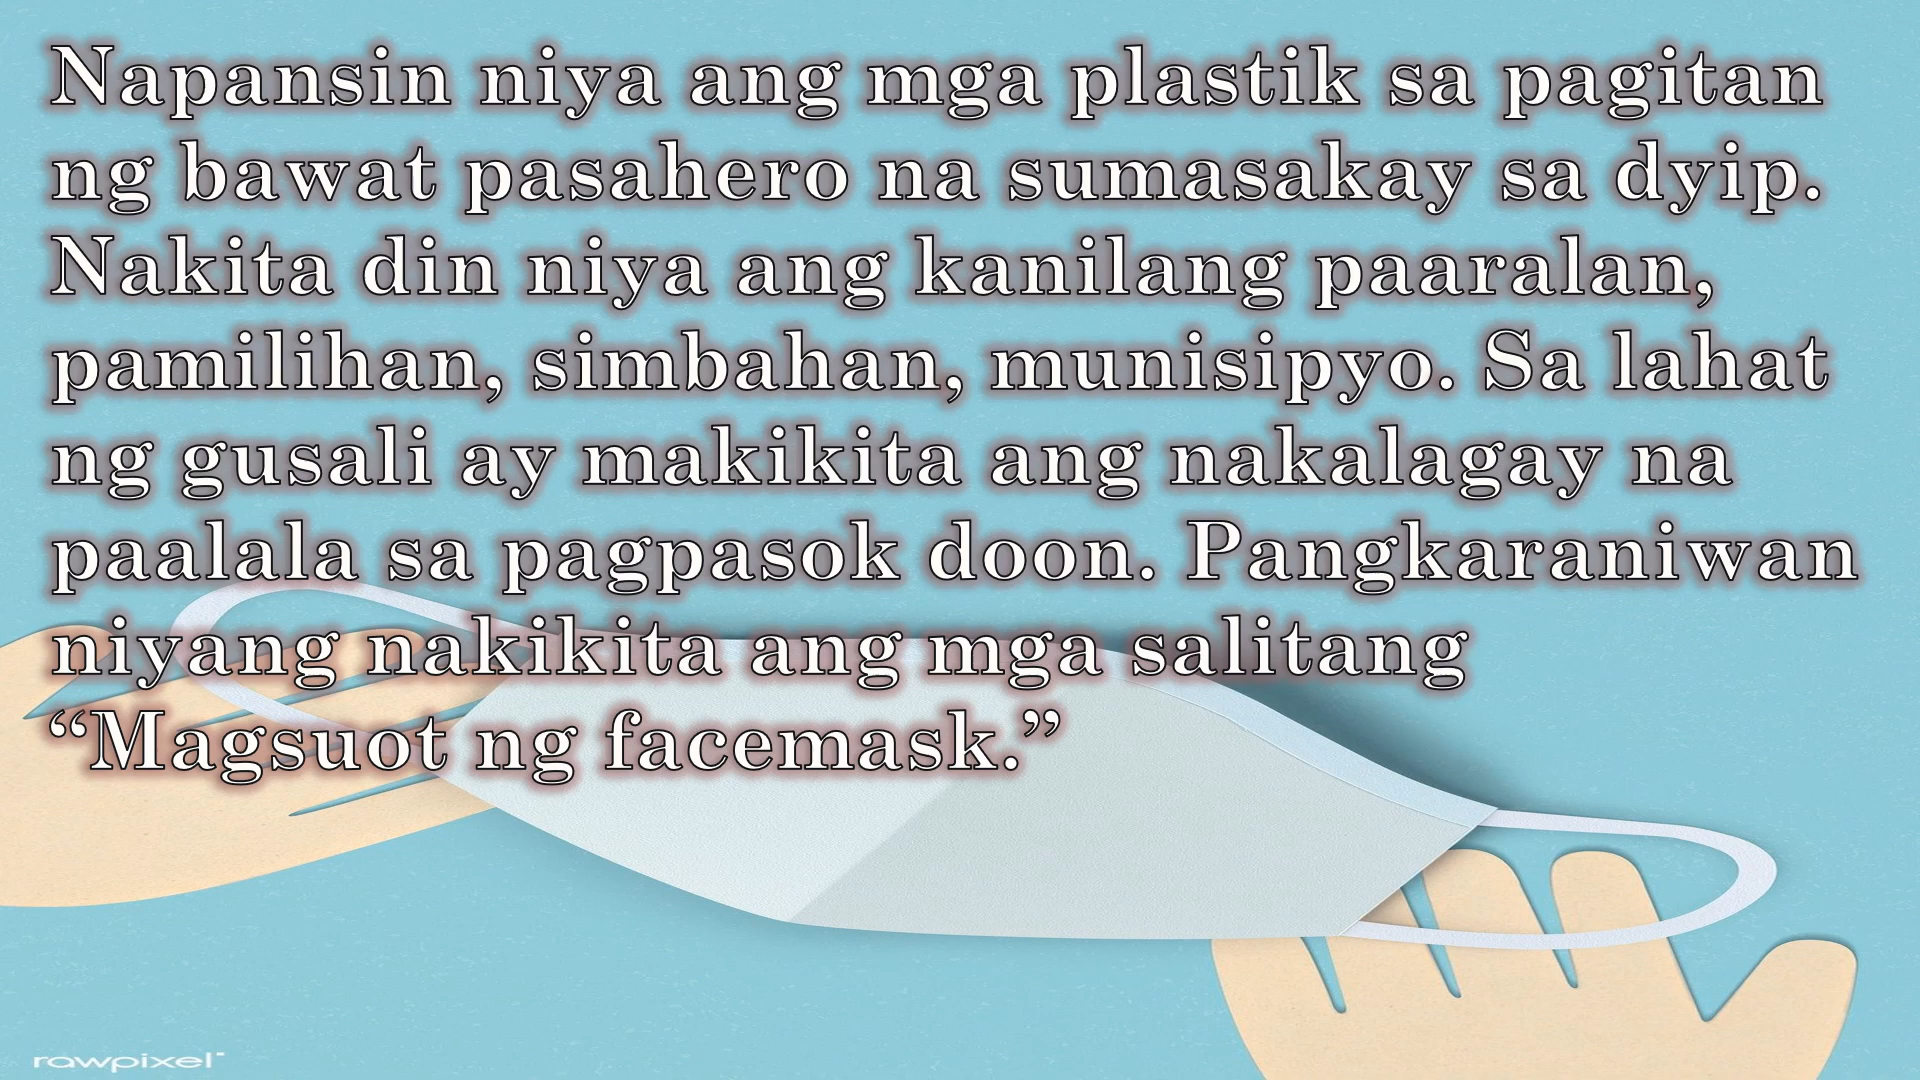 Napansin niya ang mga plastik sa pagitan
ng bawat pasahero na sumasakay sa dyip.
Nakita din niya ang kanilang paaralan,
pamilihan, simbahan, munisipyo. Sa lahat
ng gusali ay makikita ang nakalagay na
paalala sa pagpasok doon. Pangkaraniwan
niyang nakikita ang mga salitang
“Magsuot ng facemask.”
rawpixel